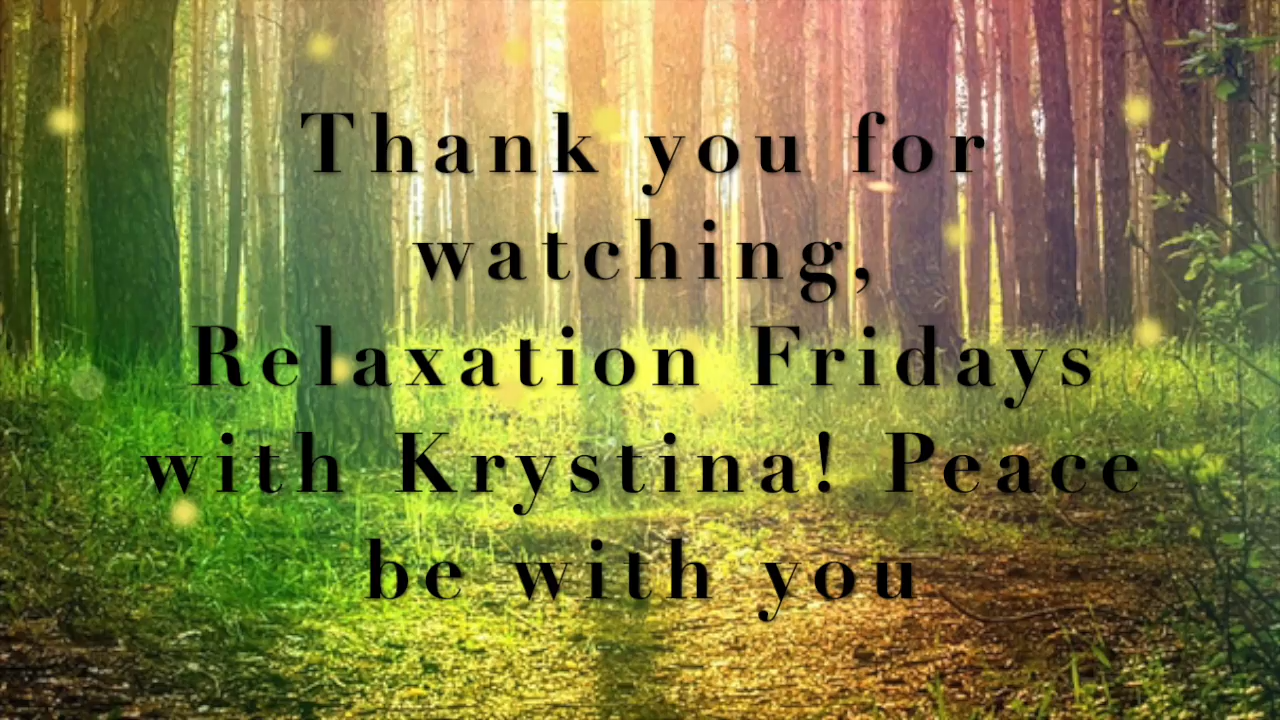 Thank you for
watching,
Relaxation Fridays
with Krystina! Peace
be with you